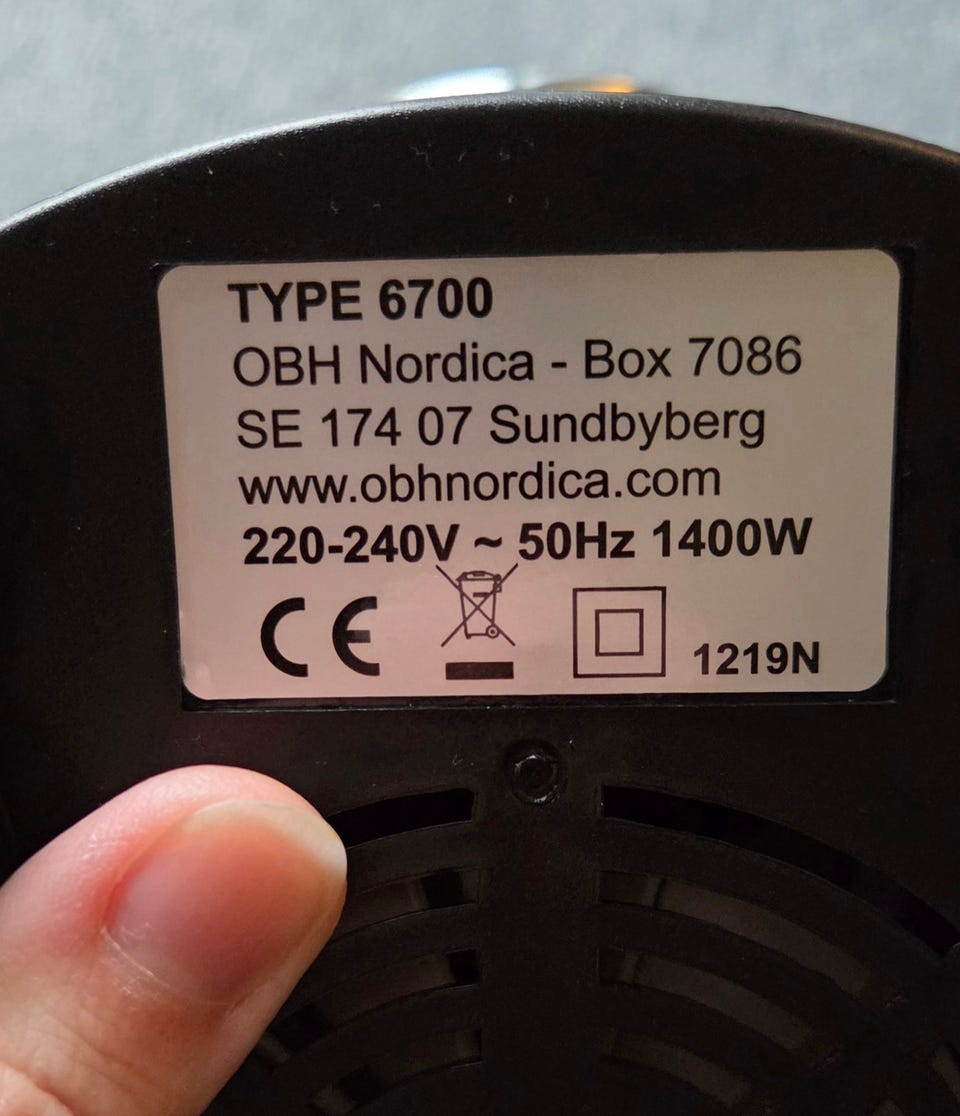 TYPE 6700
OBH Nordica - Box 7086
SE 174 07 Sundbyberg
www.obhnordica.com
220-240V ~ 50Hz 1400W
CE 1219N